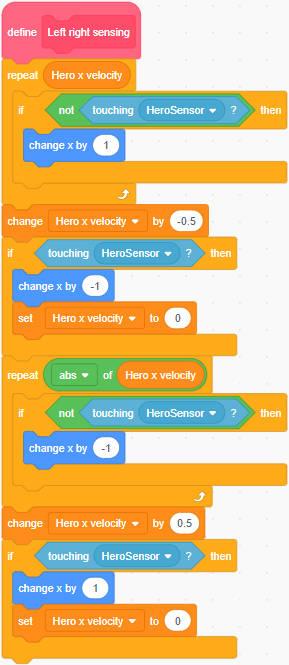 define Left right sensing
repeat Hero x velocity
if not touching HeroSensor ? then
change x by 1
change Hero x velocity by -0.5
if touching HeroSensor ? then
change x by -1
set Hero x velocity to 0
repeat abs of Hero x velocity
if not touching HeroSensor ? then
change x by -1
change Hero x velocity by 0.5
if touching HeroSensor ? then
change x by 1
set Hero x velocity to 0